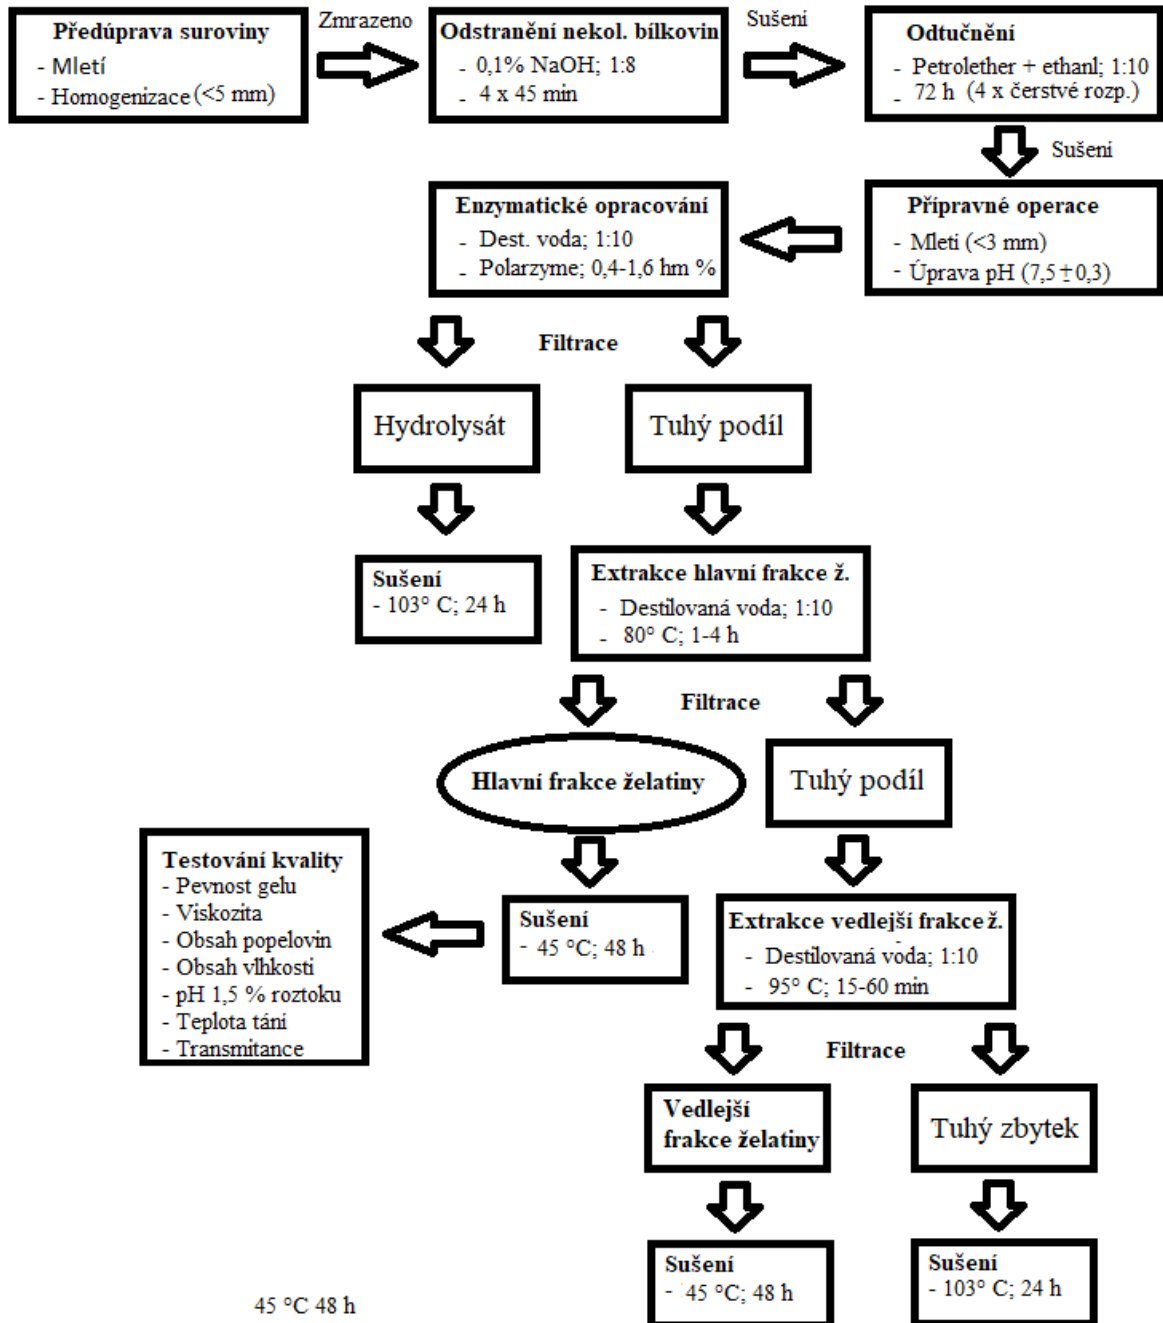 Předúprava suroviny
- Mletí
- Homogenizace (<5 mm)
Zmrazeno
Odstranění nekol. bílkovin
- 0,1% NaOH; 1:8
- 4 x 45 min
Sušení
Odtučnění
- Petrolether + ethanl; 1:10
- 72 h (4 x čerstvé rozp.)
Sušení
Přípravné operace
- Mletí (<3 mm)
- Úprava pH (7,5 ± 0,3)
Enzymatické opracování
- Dest. voda; 1:10
- Polarzyme; 0,4-1,6 hm %
Filtrace
Hydrolysát
Tuhý podíl
Sušení
- 103° C; 24 h
Extrakce hlavní frakce ž.
- Destilovaná voda; 1:10
- 80° C; 1-4 h
Filtrace
Hlavní frakce želatiny
Tuhý podíl
Testování kvality
- Pevnost gelu
- Viskozita
- Obsah popelovin
- Obsah vlhkosti
- pH 1,5 % roztoku
- Teplota tání
- Transmitance
Sušení
- 45 °C; 48 h
Extrakce vedlejší frakce ž.
- Destilovaná voda; 1:10
- 95° C; 15-60 min
Filtrace
Vedlejší
frakce želatiny
Tuhý zbytek
Sušení
- 45 °C; 48 h
Sušení
- 103° C; 24 h
45 °C 48 h